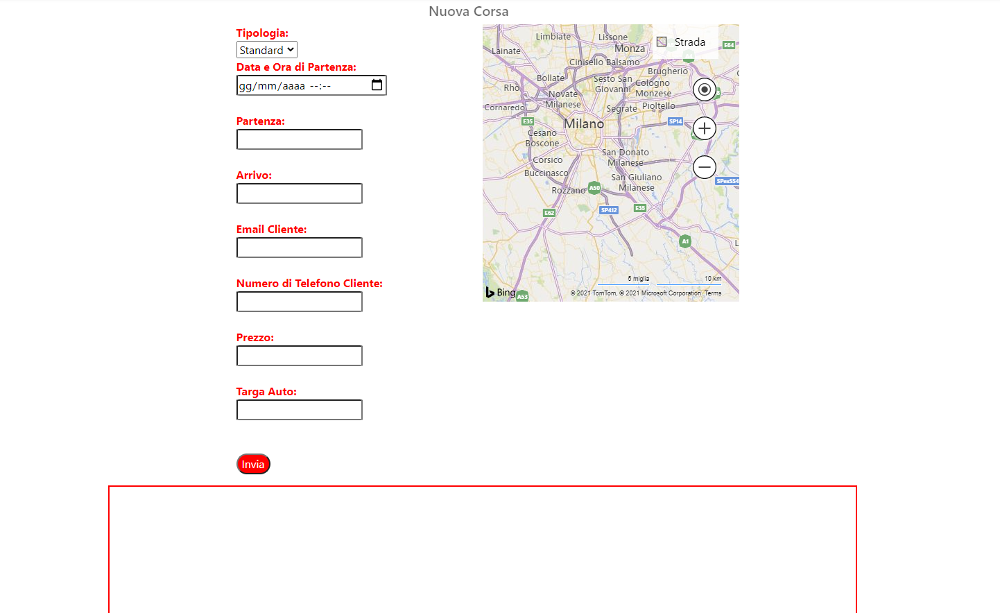 Nuova Corsa
Tipologia:
Standard
Data e Ora di Partenza:
gg/mm/aaaa --:--
Partenza:
Arrivo:
Email Cliente:
Numero di Telefono Cliente:
Prezzo:
Targa Auto:
Invia
Strada
Limbiate
Lissone
Monza
E64
Lainate
Cinisello Balsamo
Brugherio
Bollate
Sesto San
Giovanni
Cologno
Monzese
Rho
Novate
Milanese
Cornaredo
Segrate
Pioltello
E35
Milano
SP14
Cesano
Boscone
San Donato
Milanese
Corsico
Buccinasco
San Giuliano
Milanese
SPexSS4
Rozzano
A50
E62
SP412
E35
A1
L
5 miglia
10 km
Bing
A53
© 2021 TomTom, © 2021 Microsoft Corporation
Terms